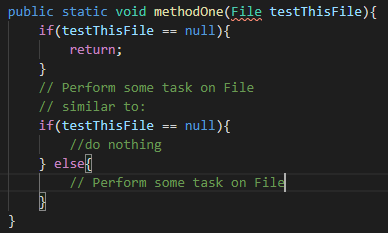 public static void methodOne(File testThisFile){
    if(testThisFile == null){
        return;
    }
    // Perform some task on File
    // similar to:
    if(testThisFile == null){
        //do nothing
    } else{
        // Perform some task on File
    }
}